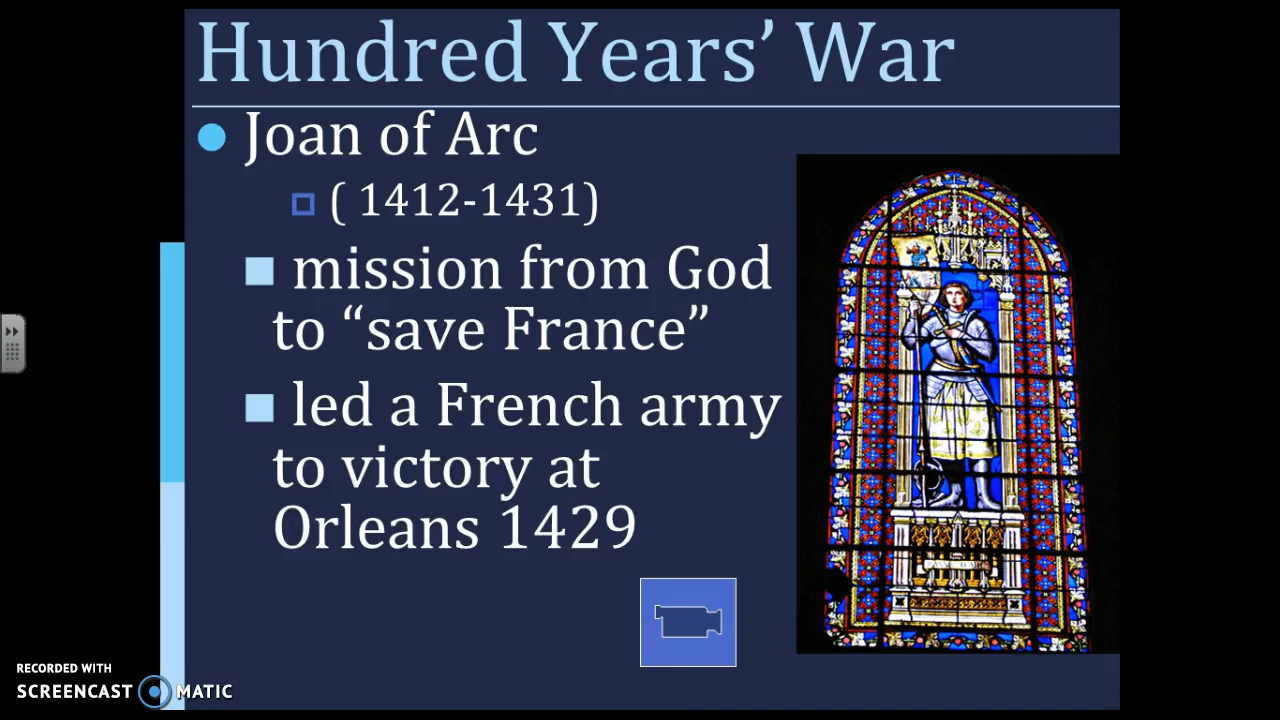 Hundred Years’ War
Joan of Arc
( 1412-1431)
mission from God
to “save France”
led a French army
to victory at
Orleans 1429
RECORDED WITH
SCREENCAST MATIC